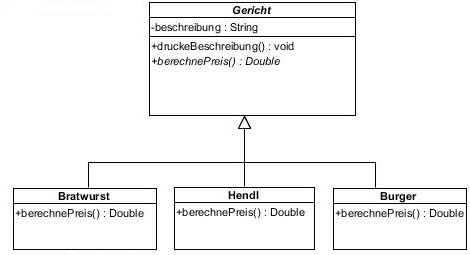 Gericht
-beschreibung : String
+druckeBeschreibung() : void
+berechnePreis() : Double
Bratwurst
+berechnePreis() : Double
Hendl
+berechnePreis() : Double
Burger
+berechnePreis() : Double